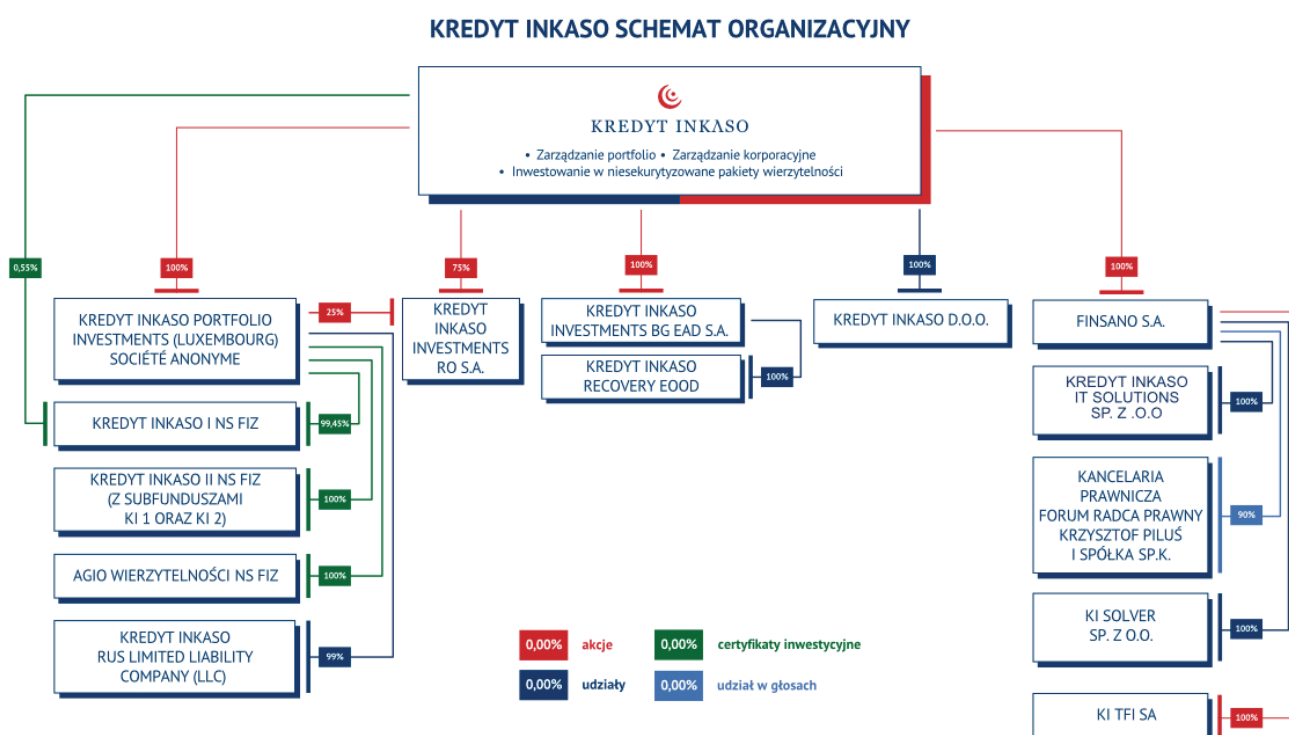 KREDYT INKASO SCHEMAT ORGANIZACYJNY
KREDYT INKASO
• Zarządzanie portfolio • Zarządzanie korporacyjne
• Inwestowanie w niesekurytyzowane pakiety wierzytelności
0,55%
100%
75%
100%
100%
100%
KREDYT INKASO PORTFOLIO
INVESTMENTS (LUXEMBOURG)
SOCIÉTÉ ANONYME
25%
KREDYT
INKASO
INVESTMENTS
RO S.A.
KREDYT INKASO
INVESTMENTS BG EAD S.A.
KREDYT INKASO
RECOVERY EOOD
100%
KREDYT INKASO D.O.O.
FINSANO S.A.
KREDYT INKASO
IT SOLUTIONS
SP. Z .O.O
100%
KREDYT INKASO I NS FIZ
99,45%
KREDYT INKASO II NS FIZ
(Z SUBFUNDUSZAMI
KI 1 ORAZ KI 2)
100%
KANCELARIA
PRAWNICZA
FORUM RADCA PRAWNY
KRZYSZTOF PILUŚ
I SPÓŁKA SP.K.
90%
AGIO WIERZYTELNOŚCI NS FIZ
100%
KREDYT INKASO
RUS LIMITED LIABILITY
COMPANY (LLC)
99%
KI SOLVER
SP. Z O.O.
100%
0,00% akcje
0,00% certyfikaty inwestycyjne
0,00% udziały
0,00% udział w głosach
KI TFI SA
100%